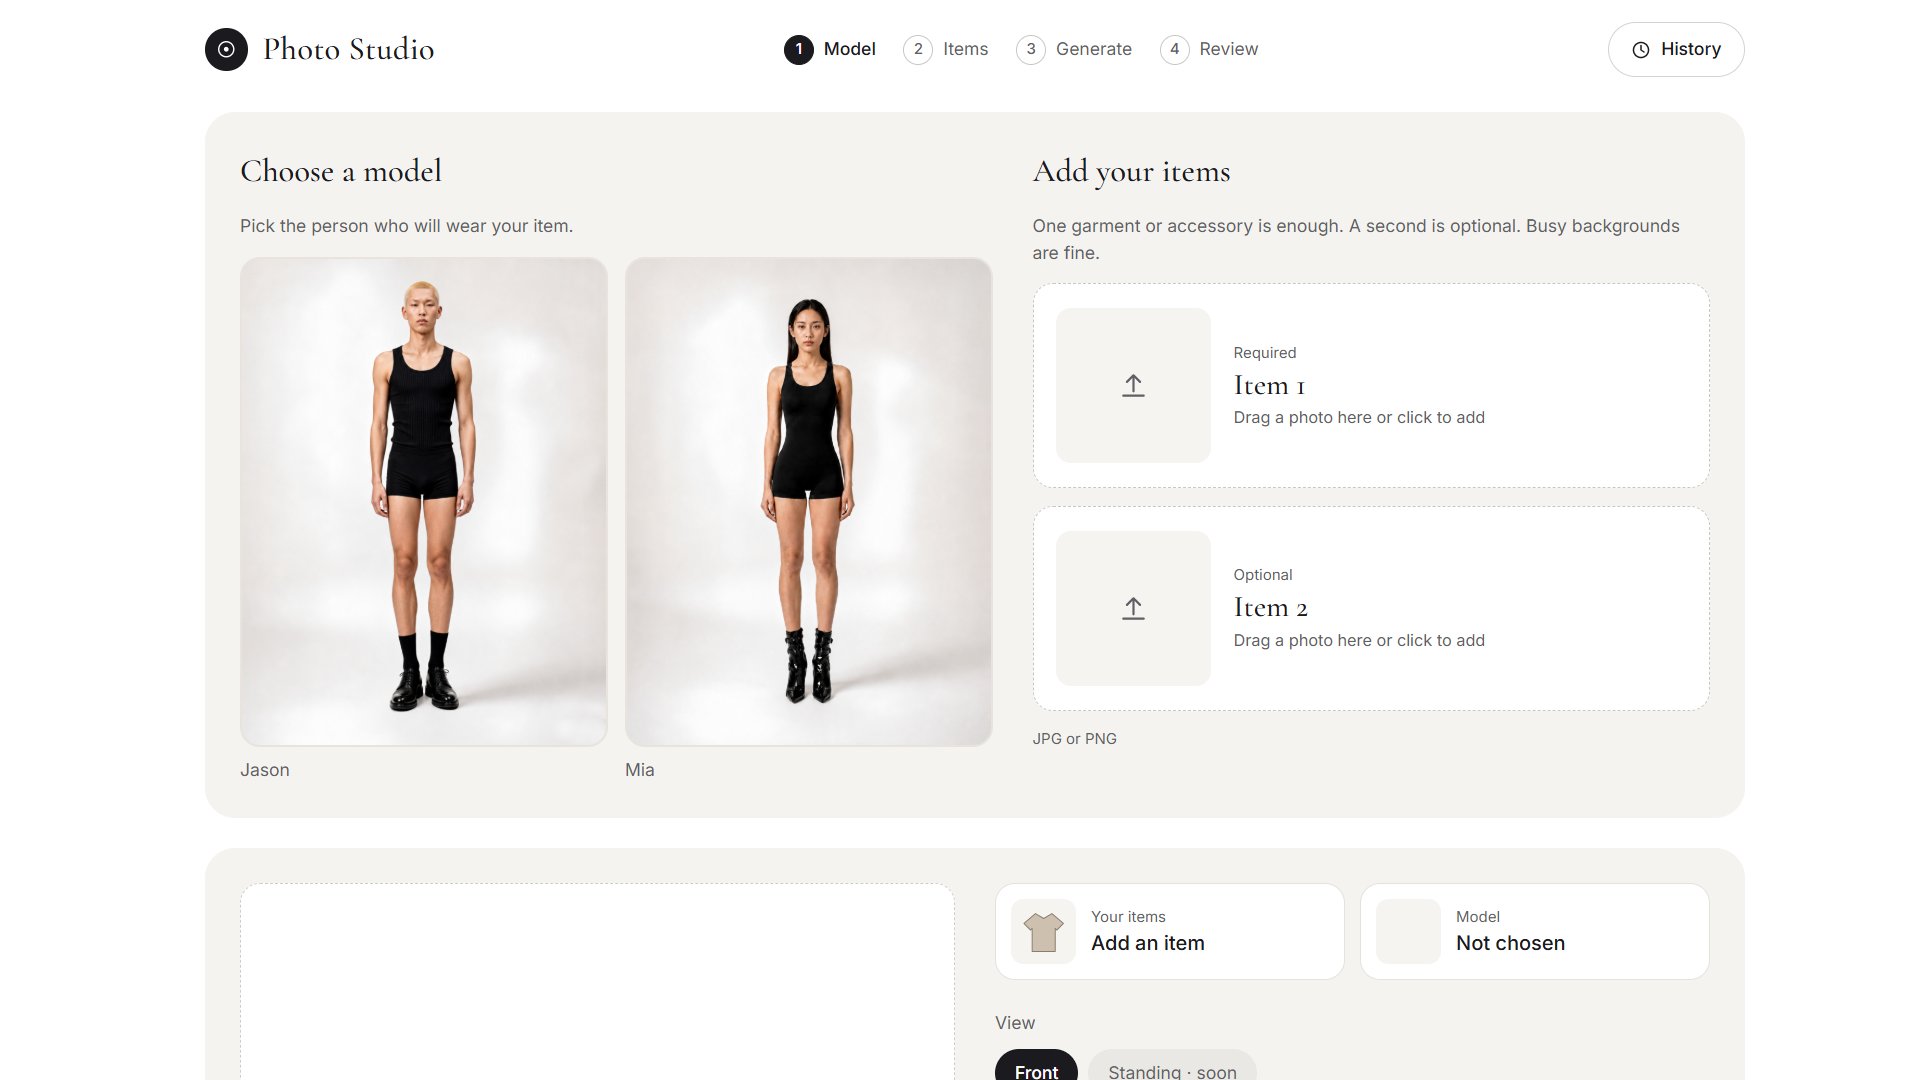 Photo Studio
1 Model
2 Items
3 Generate
4 Review
History
Choose a model
Pick the person who will wear your item.
Jason
Mia
Add your items
One garment or accessory is enough. A second is optional. Busy backgrounds
are fine.
Required
Item 1
Drag a photo here or click to add
Optional
Item 2
Drag a photo here or click to add
JPG or PNG
Your items
Add an item
Model
Not chosen
View
Front
Standing · soon